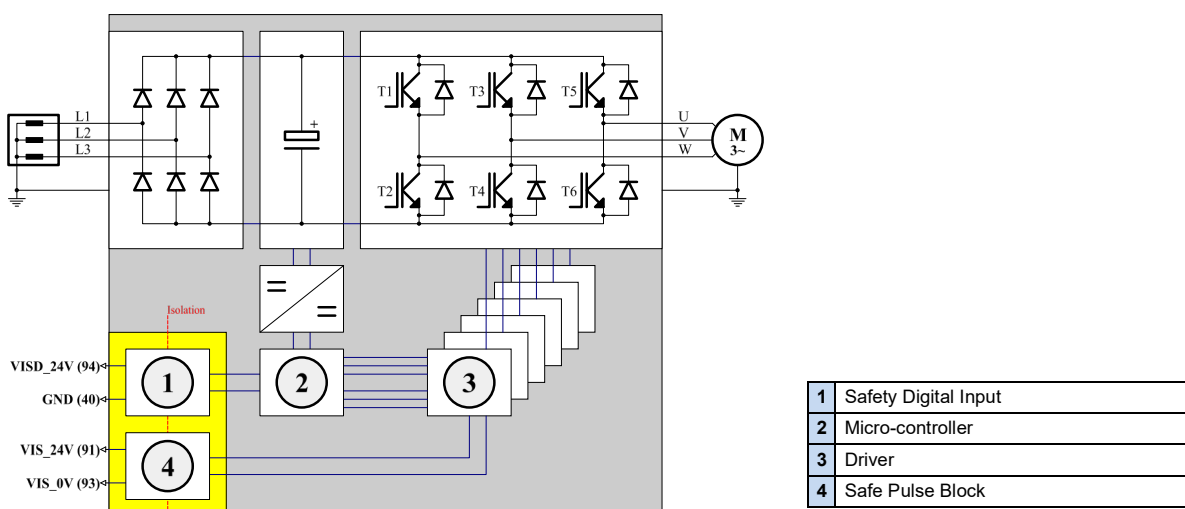 T1
T3
T5
L1
L2
L3
U
V
W
M
3~
+
T2
T4
T6
Isolation
VISD_24V (94)
GND (40)
VIS_24V (91)
VIS_0V (93)
1
2
3
4
1 Safety Digital Input
2 Micro-controller
3 Driver
4 Safe Pulse Block